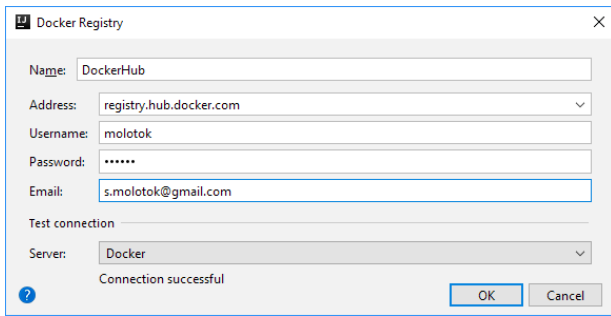 Docker Registry
Name: DockerHub
Address: registry.hub.docker.com
Username: molotok
Password: ••••••
Email: s.molotok@gmail.com
Test connection
Server: Docker
Connection successful
? OK Cancel